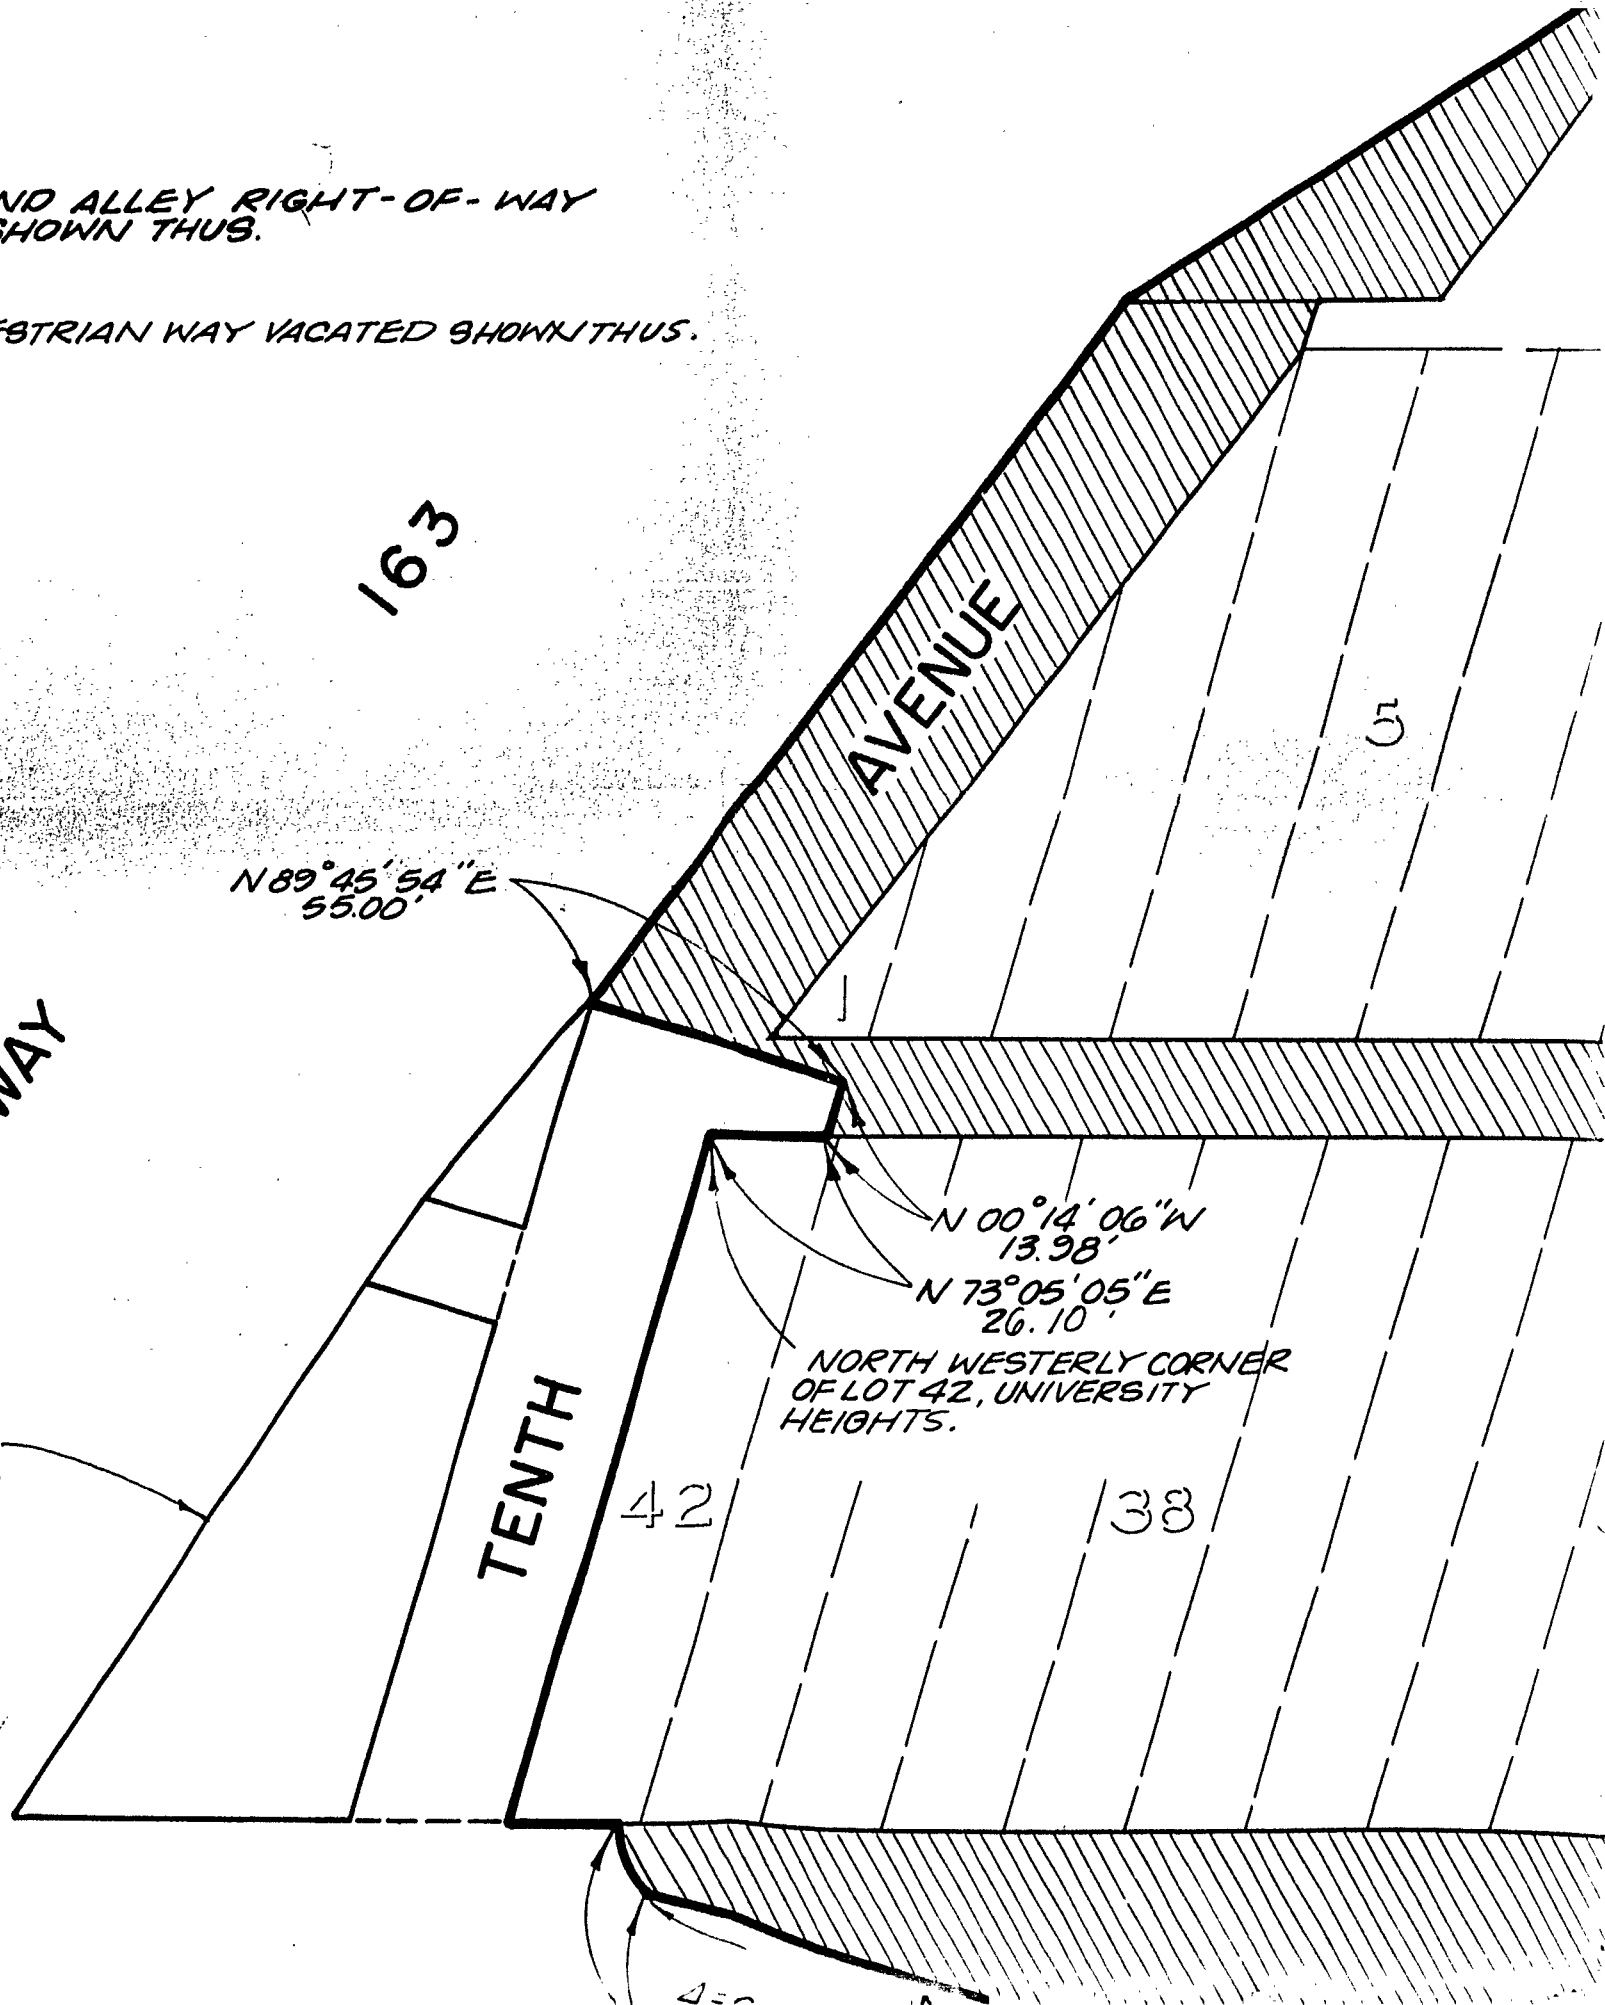 ND ALLEY RIGHT-OF-WAY
SHOWN THUS.
ESTRIAN WAY VACATED SHOWN THUS.
163
AVENUE
5
N 89°45'54"E
55.00'
1
WAY
N 00°14'06"W
13.98'
N 73°05'05"E
26.10'
NORTH WESTERLY CORNER
OF LOT 42, UNIVERSITY
HEIGHTS.
TENTH
42
38